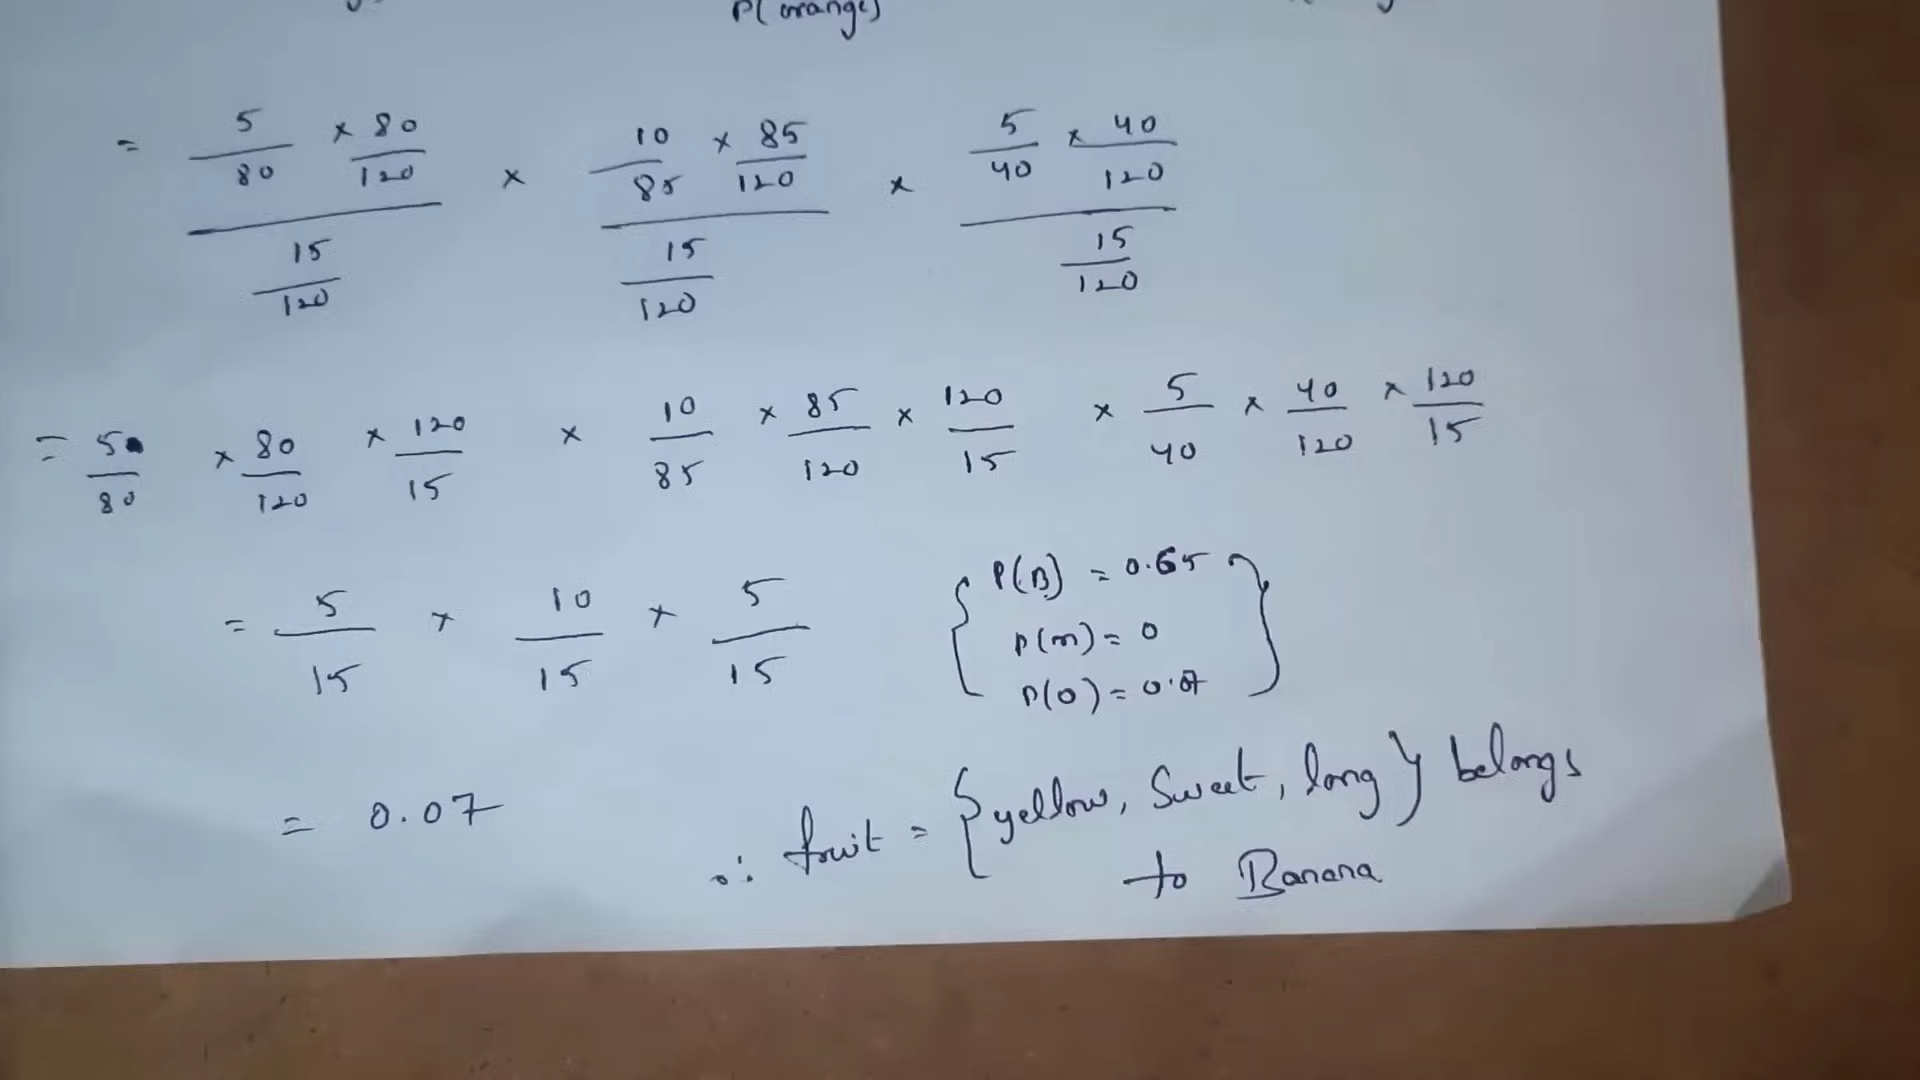 P(orange)
= 5/80 × 80/120 / 15/120 × 10/85 × 85/120 / 15/120 × 5/40 × 40/120 / 15/120
= 5/80 × 80/120 × 120/15 × 10/85 × 85/120 × 120/15 × 5/40 × 40/120 × 120/15
= 5/15 × 10/15 × 5/15
{ P(B) = 0.65
P(m) = 0
P(O) = 0.07 }
= 0.07
∴ fruit = {yellow, Sweet, long} belongs
to Banana